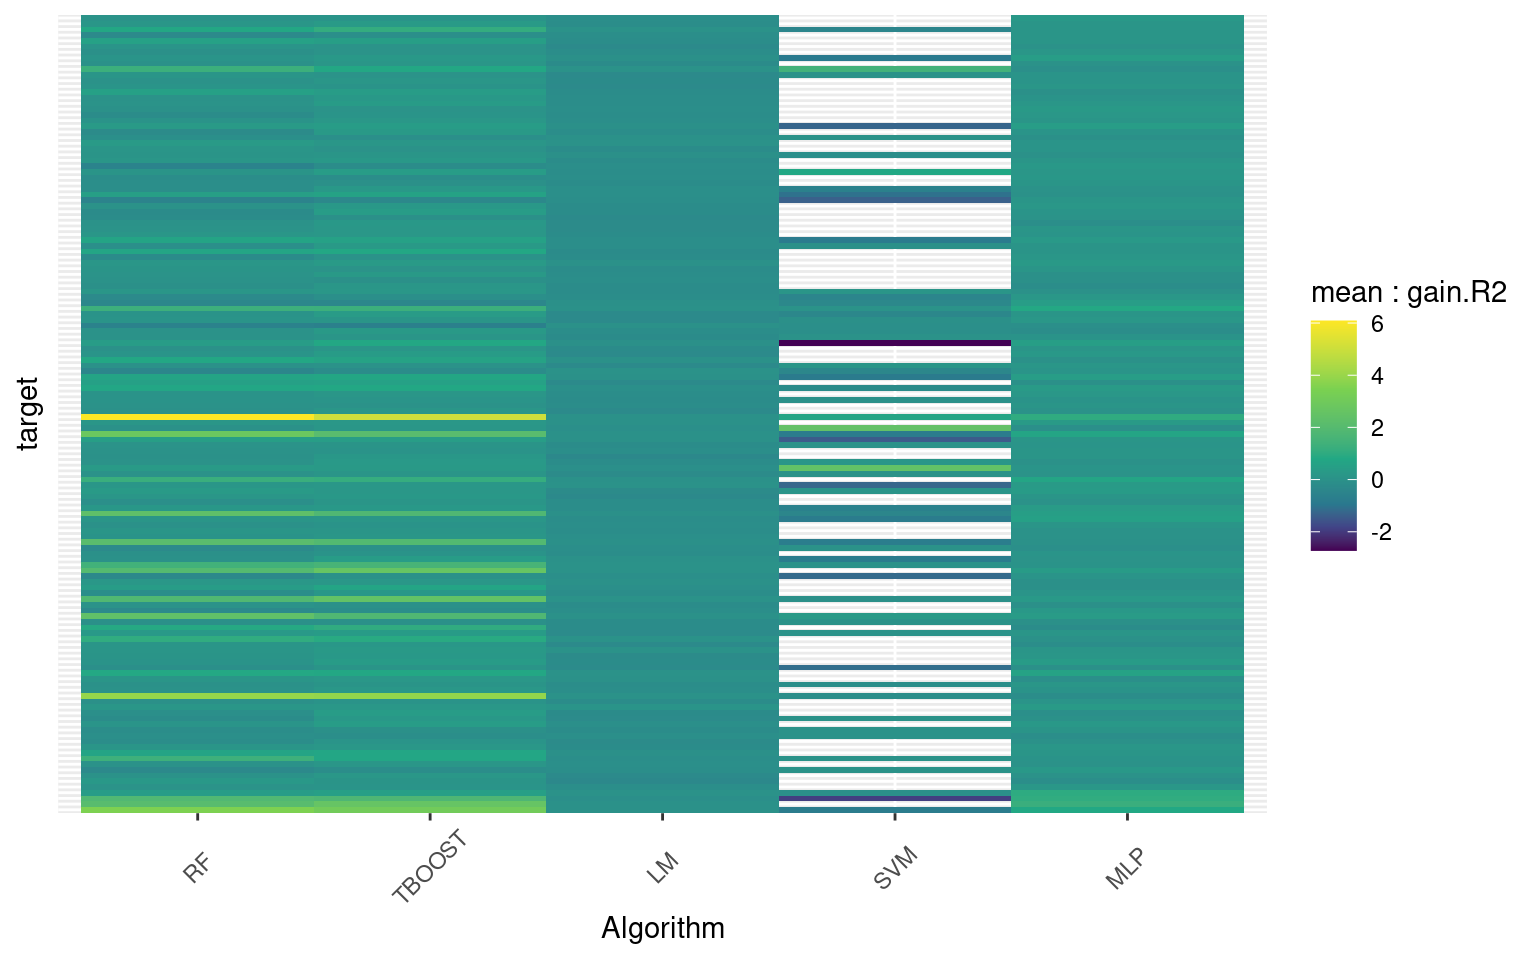 target
RF
TBOOST
LM
SVM
MLP
Algorithm
mean : gain.R2
6
4
2
0
-2